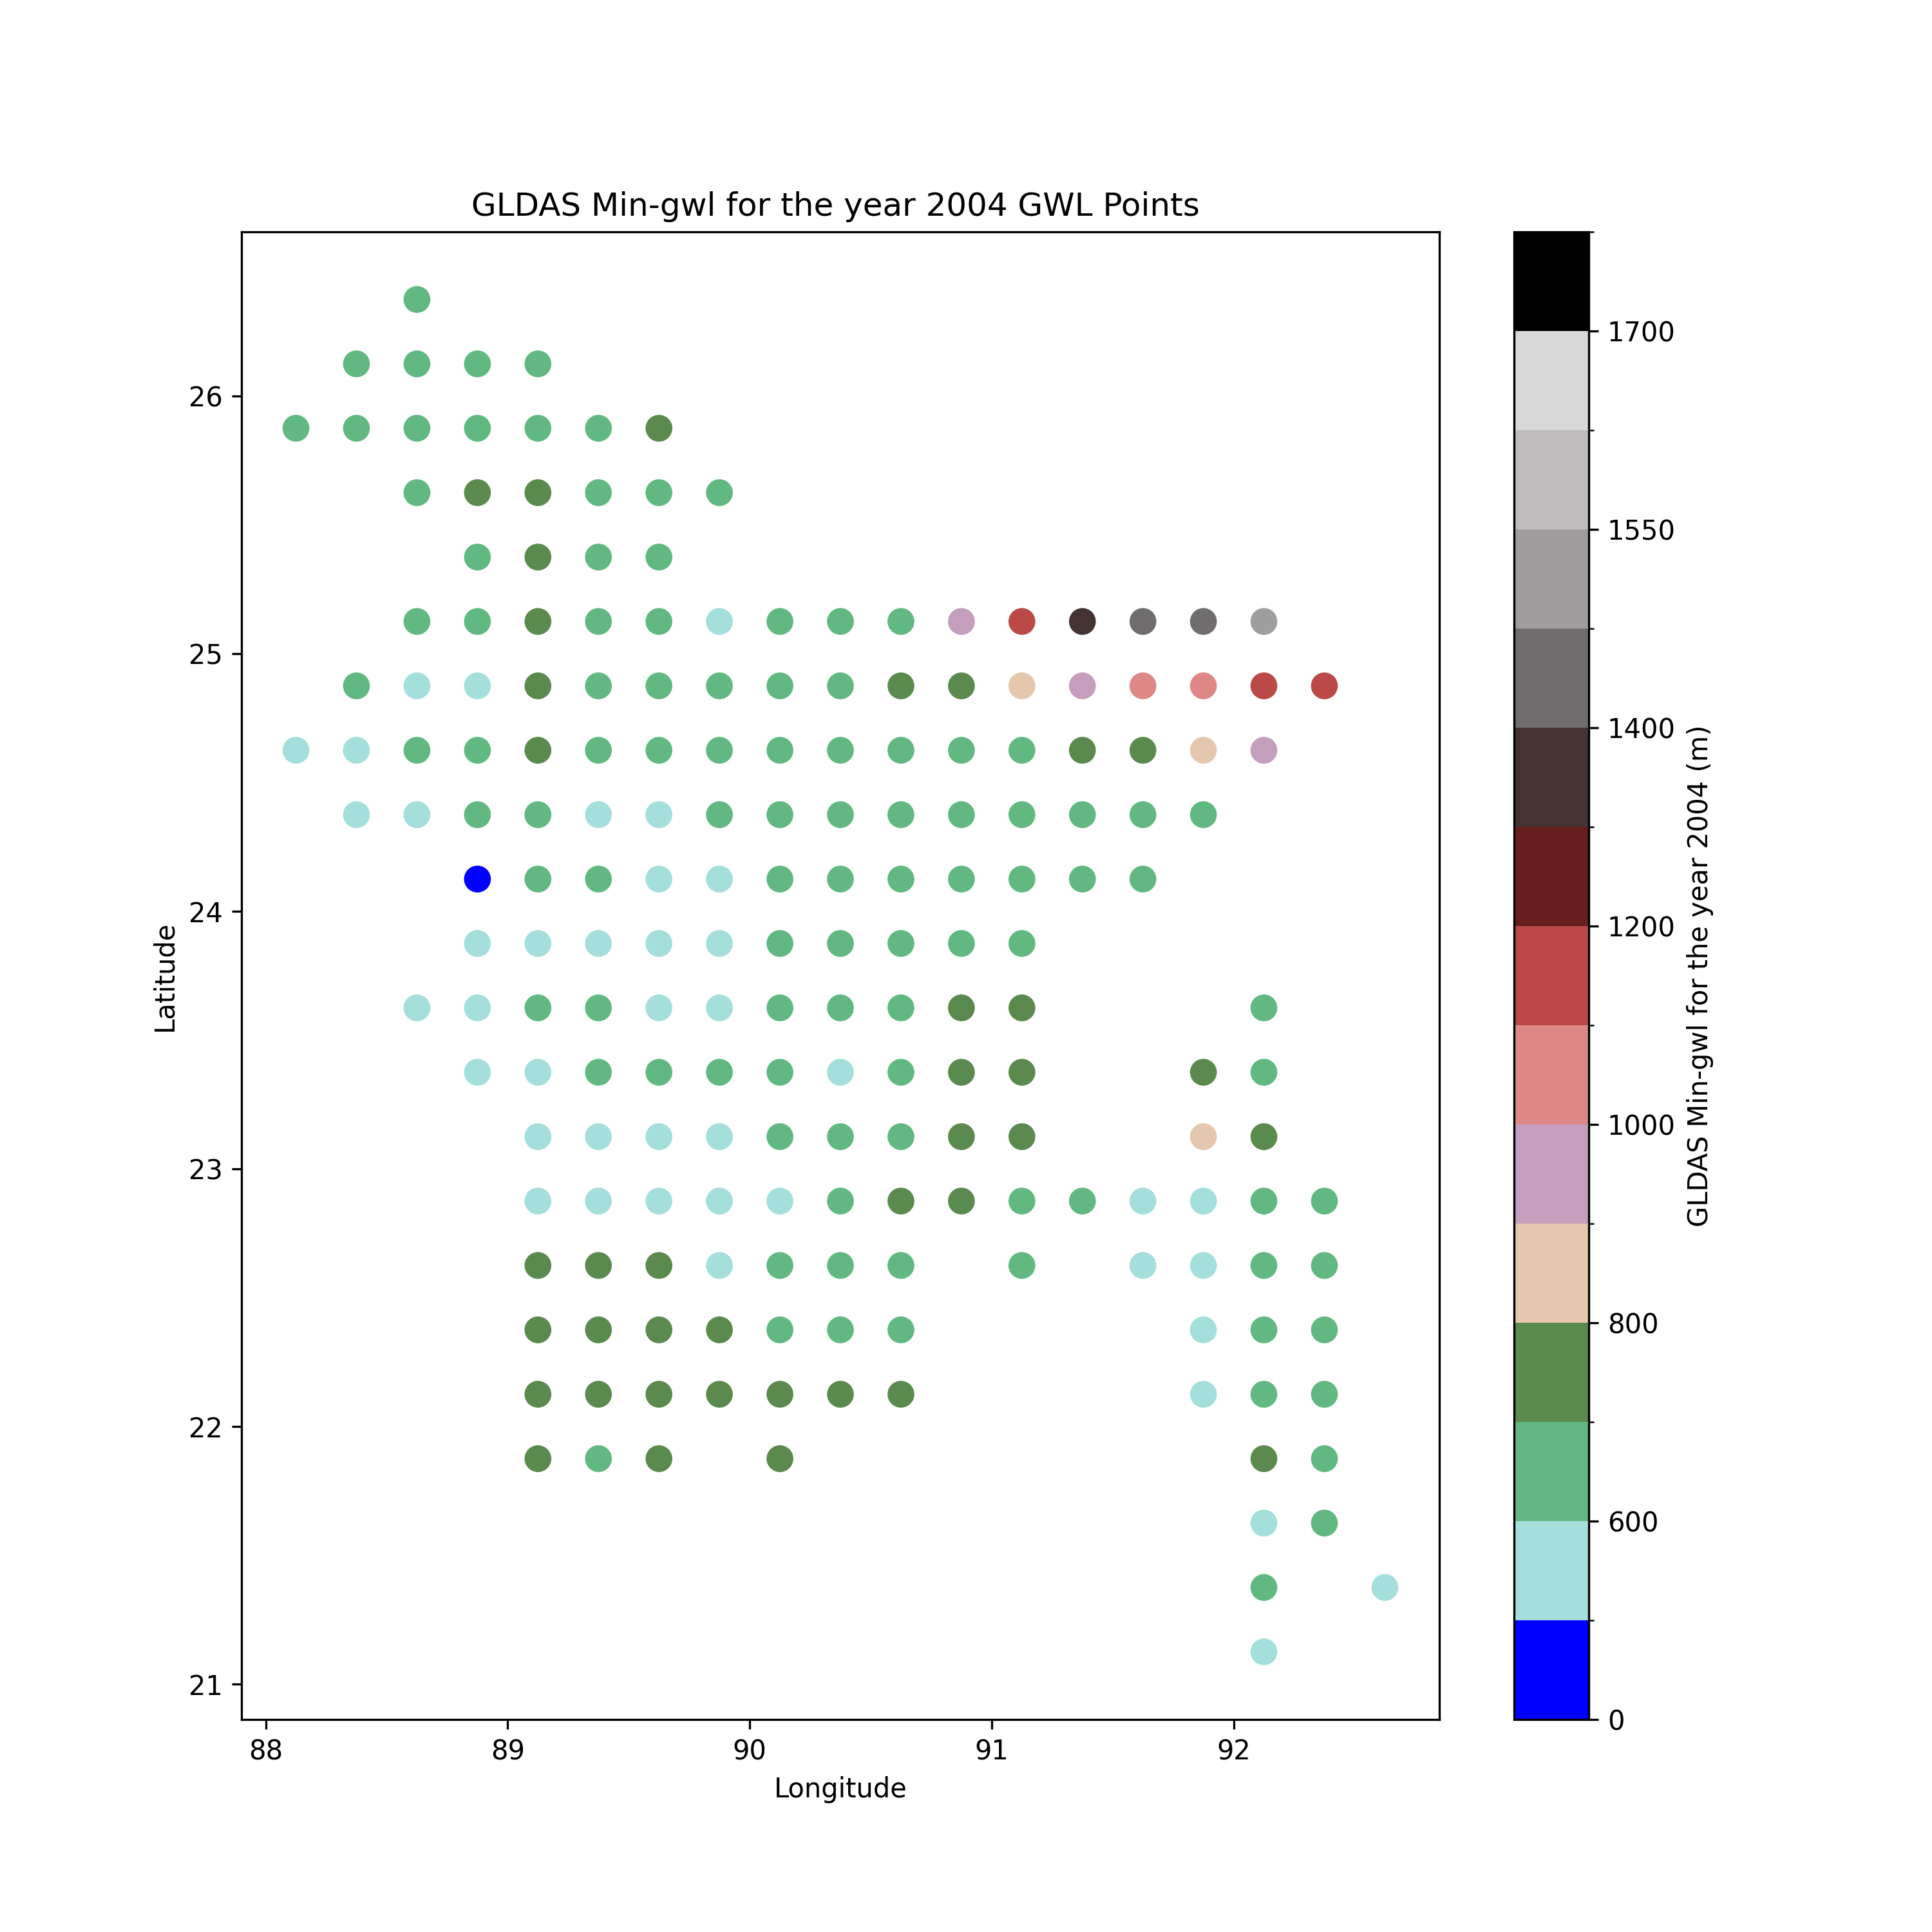 GLDAS Min-gwl for the year 2004 GWL Points
26
25
24
23
22
21
Latitude
88 89 90 91 92
Longitude
1700
1550
1400
1200
1000
800
600
0
GLDAS Min-gwl for the year 2004 (m)